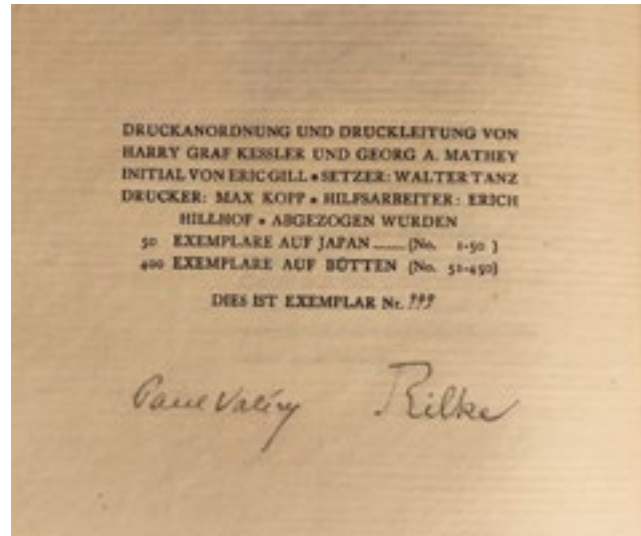 DRUCKANORDNUNG UND DRUCKLEITUNG VON
HARRY GRAF KESSLER UND GEORG A. MATHEY
INITIAL VON ERIC GILL • SETZER: WALTER TANZ
DRUCKER: MAX KOPP • HILFSARBEITER: ERICH
HILLHOF • ABGEZOGEN WURDEN
50 EXEMPLARE AUF JAPAN (No. 1-50 )
400 EXEMPLARE AUF BÜTTEN (No. 51-450)
DIES IST EXEMPLAR Nr.
Paul Valéry Rilke